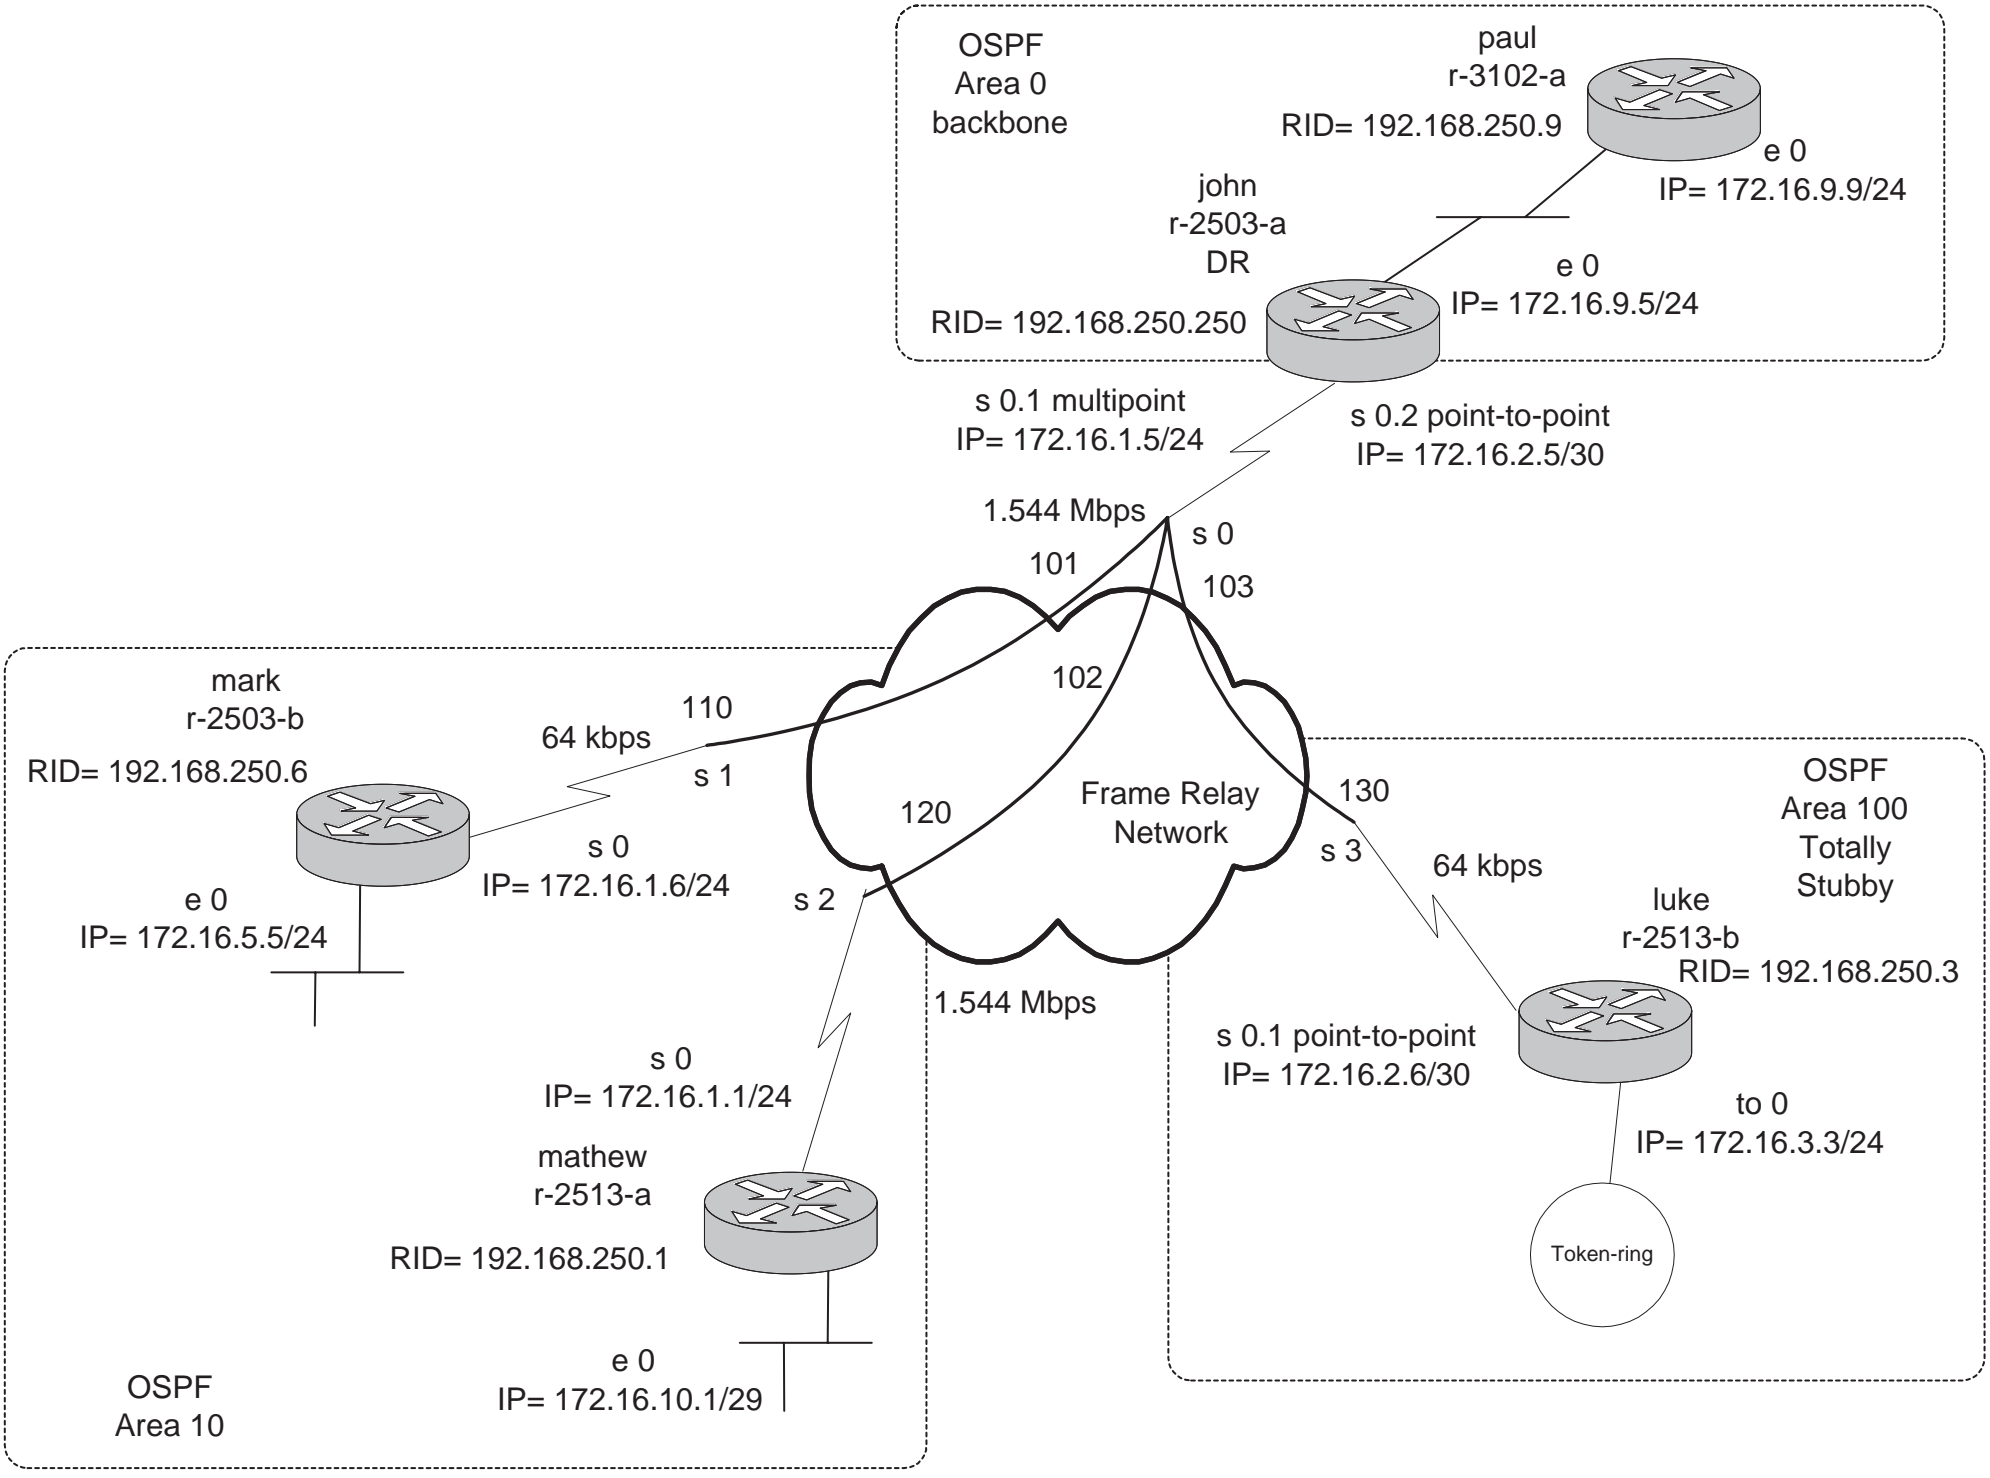 OSPF
Area 0
backbone
paul
r-3102-a
RID= 192.168.250.9
e 0
IP= 172.16.9.9/24
john
r-2503-a
DR
RID= 192.168.250.250
e 0
IP= 172.16.9.5/24
s 0.1 multipoint
IP= 172.16.1.5/24
s 0.2 point-to-point
IP= 172.16.2.5/30
1.544 Mbps
s 0
101
103
102
mark
r-2503-b
RID= 192.168.250.6
64 kbps
110
s 1
s 0
IP= 172.16.1.6/24
e 0
IP= 172.16.5.5/24
120
s 2
Frame Relay
Network
130
s 3
64 kbps
OSPF
Area 100
Totally
Stubby
luke
r-2513-b
RID= 192.168.250.3
1.544 Mbps
s 0.1 point-to-point
IP= 172.16.2.6/30
to 0
IP= 172.16.3.3/24
Token-ring
s 0
IP= 172.16.1.1/24
mathew
r-2513-a
RID= 192.168.250.1
e 0
IP= 172.16.10.1/29
OSPF
Area 10